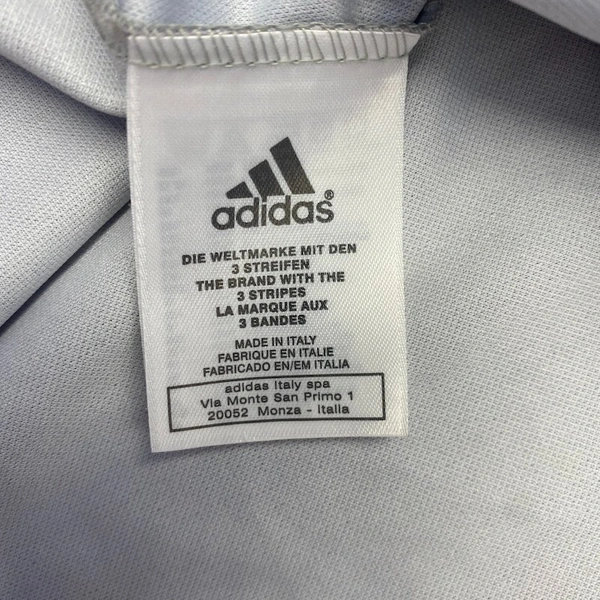 adidas®
DIE WELTMARKE MIT DEN
3 STREIFEN
THE BRAND WITH THE
3 STRIPES
LA MARQUE AUX
3 BANDES
MADE IN ITALY
FABRIQUE EN ITALIE
FABRICADO EN/EM ITALIA
adidas Italy spa
Via Monte San Primo 1
20052 Monza - Italia